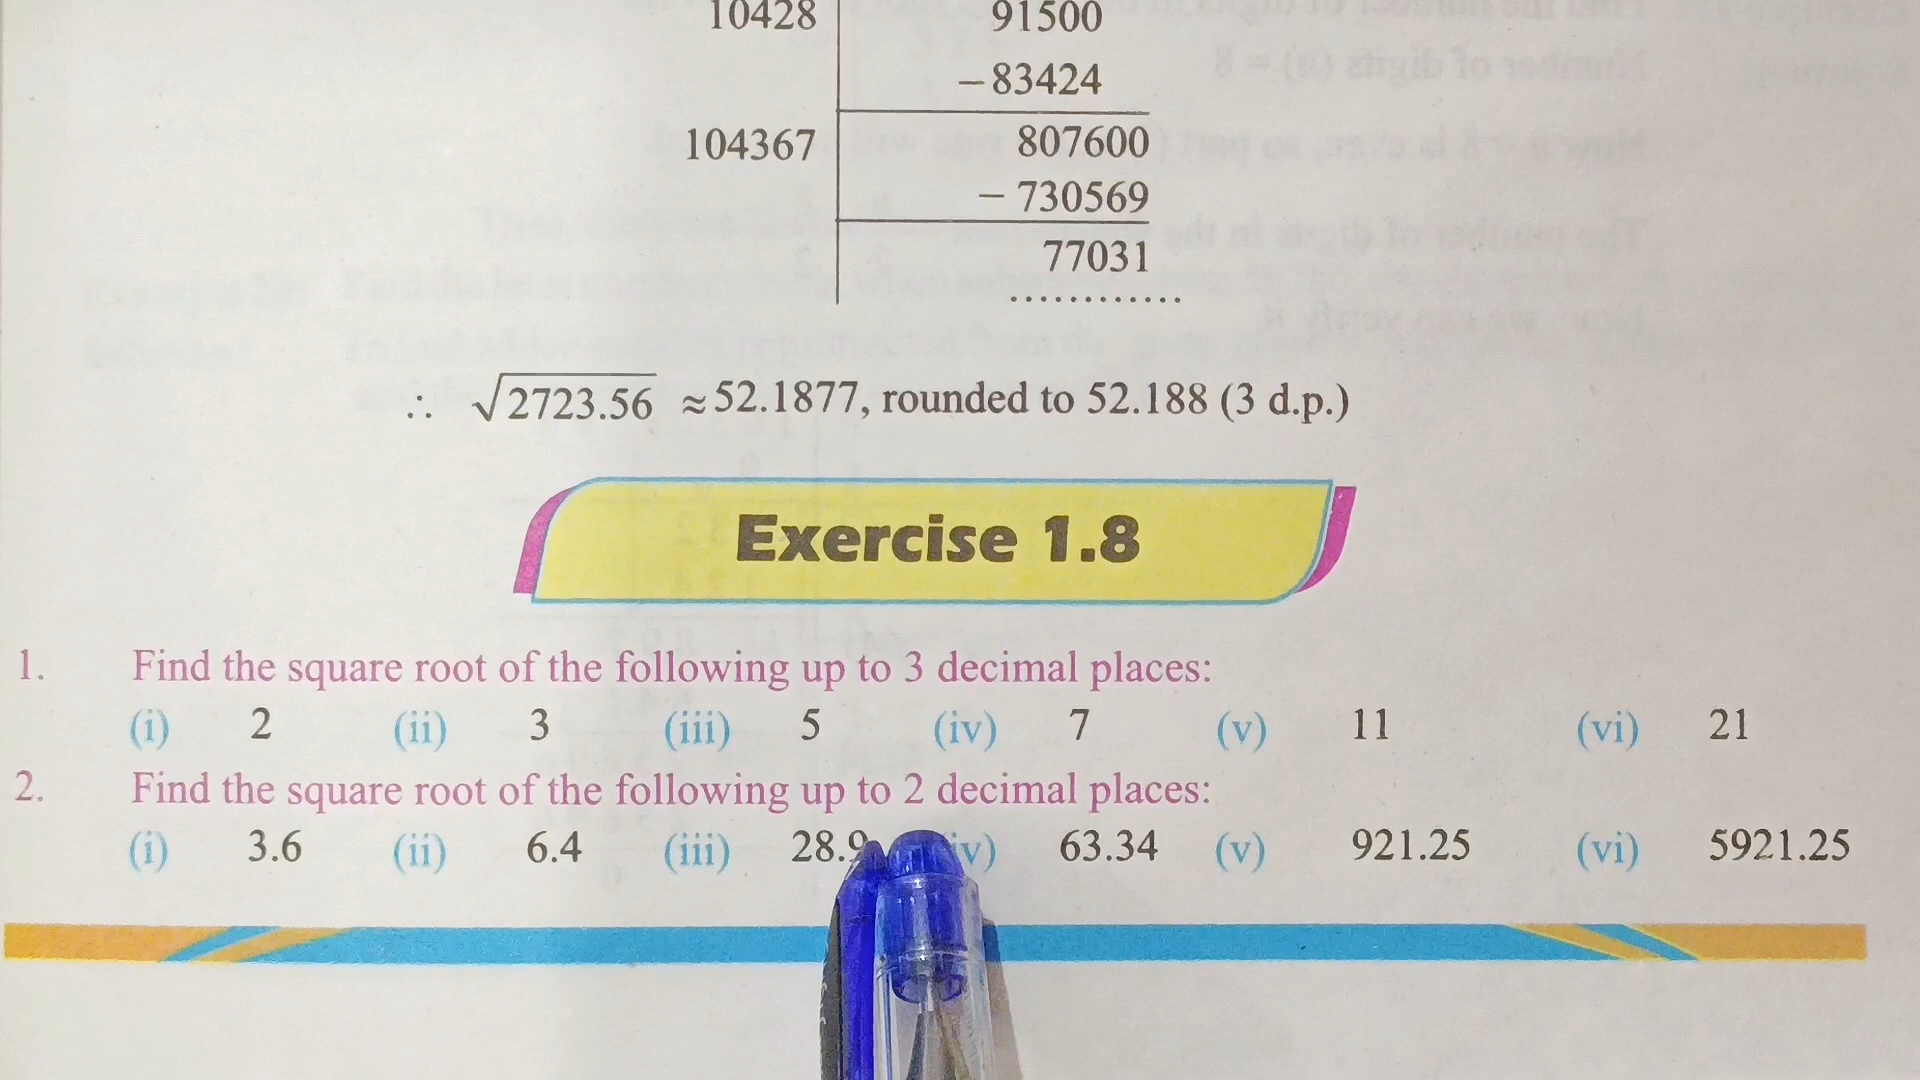 10428 91500
−83424
104367 807600
− 730569
77031
............
∴ √2723.56 ≈ 52.1877, rounded to 52.188 (3 d.p.)
Exercise 1.8
1. Find the square root of the following up to 3 decimal places:
(i) 2 (ii) 3 (iii) 5 (iv) 7 (v) 11 (vi) 21
2. Find the square root of the following up to 2 decimal places:
(i) 3.6 (ii) 6.4 (iii) 28.9 (iv) 63.34 (v) 921.25 (vi) 5921.25